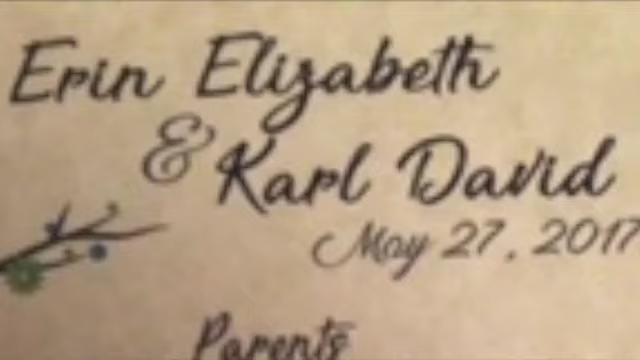 Erin Elizabeth
& Karl David
May 27, 2017
Parents